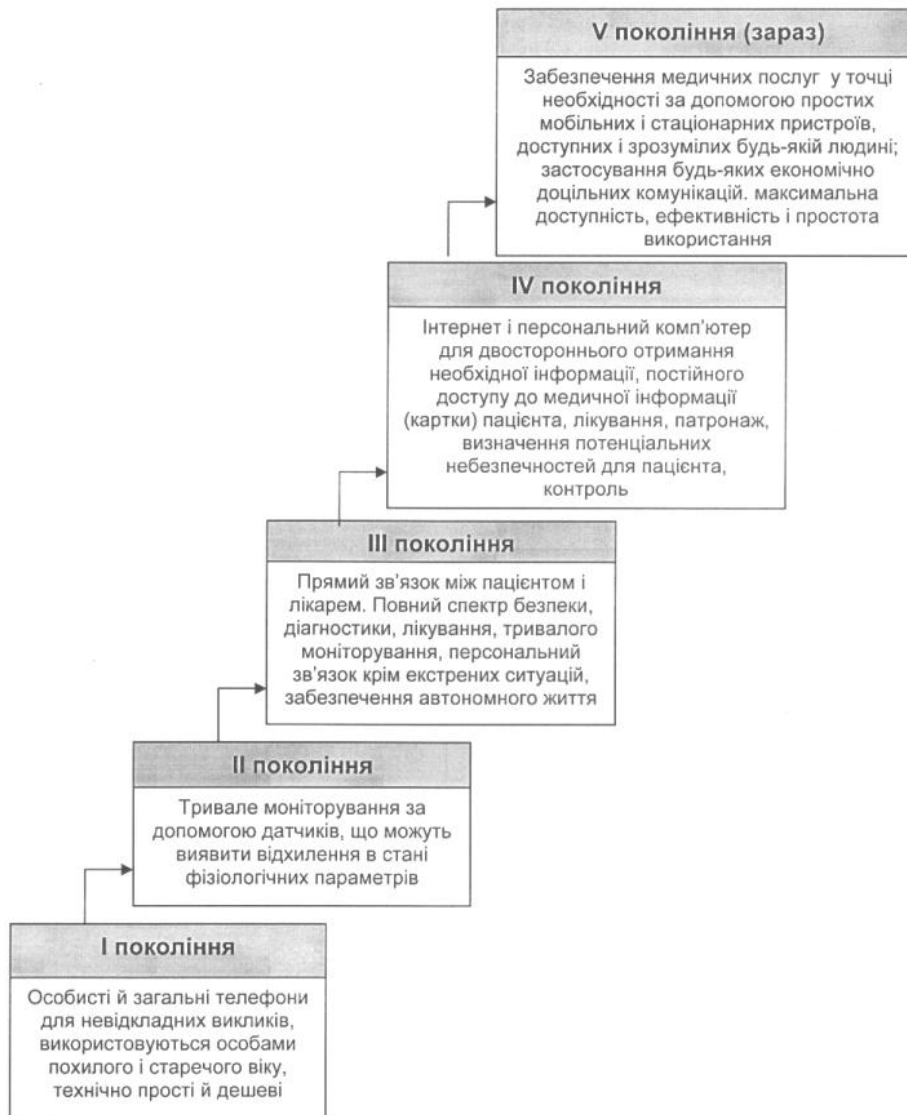 V покоління (зараз)
Забезпечення медичних послуг у точці
необхідності за допомогою простих
мобільних і стаціонарних пристроїв,
доступних і зрозумілих будь-якій людині;
застосування будь-яких економічно
доцільних комунікацій. максимальна
доступність, ефективність і простота
використання
IV покоління
Інтернет і персональний комп'ютер
для двостороннього отримання
необхідної інформації, постійного
доступу до медичної інформації
(картки) пацієнта, лікування, патронаж,
визначення потенціальних
небезпечностей для пацієнта,
контроль
III покоління
Прямий зв'язок між пацієнтом і
лікарем. Повний спектр безпеки,
діагностики, лікування, тривалого
моніторування, персональний
зв'язок крім екстрених ситуацій,
забезпечення автономного життя
II покоління
Тривале моніторування за
допомогою датчиків, що можуть
виявити відхилення в стані
фізіологічних параметрів
I покоління
Особисті й загальні телефони
для невідкладних викликів,
використовуються особами
похилого і старечого віку,
технічно прості й дешеві